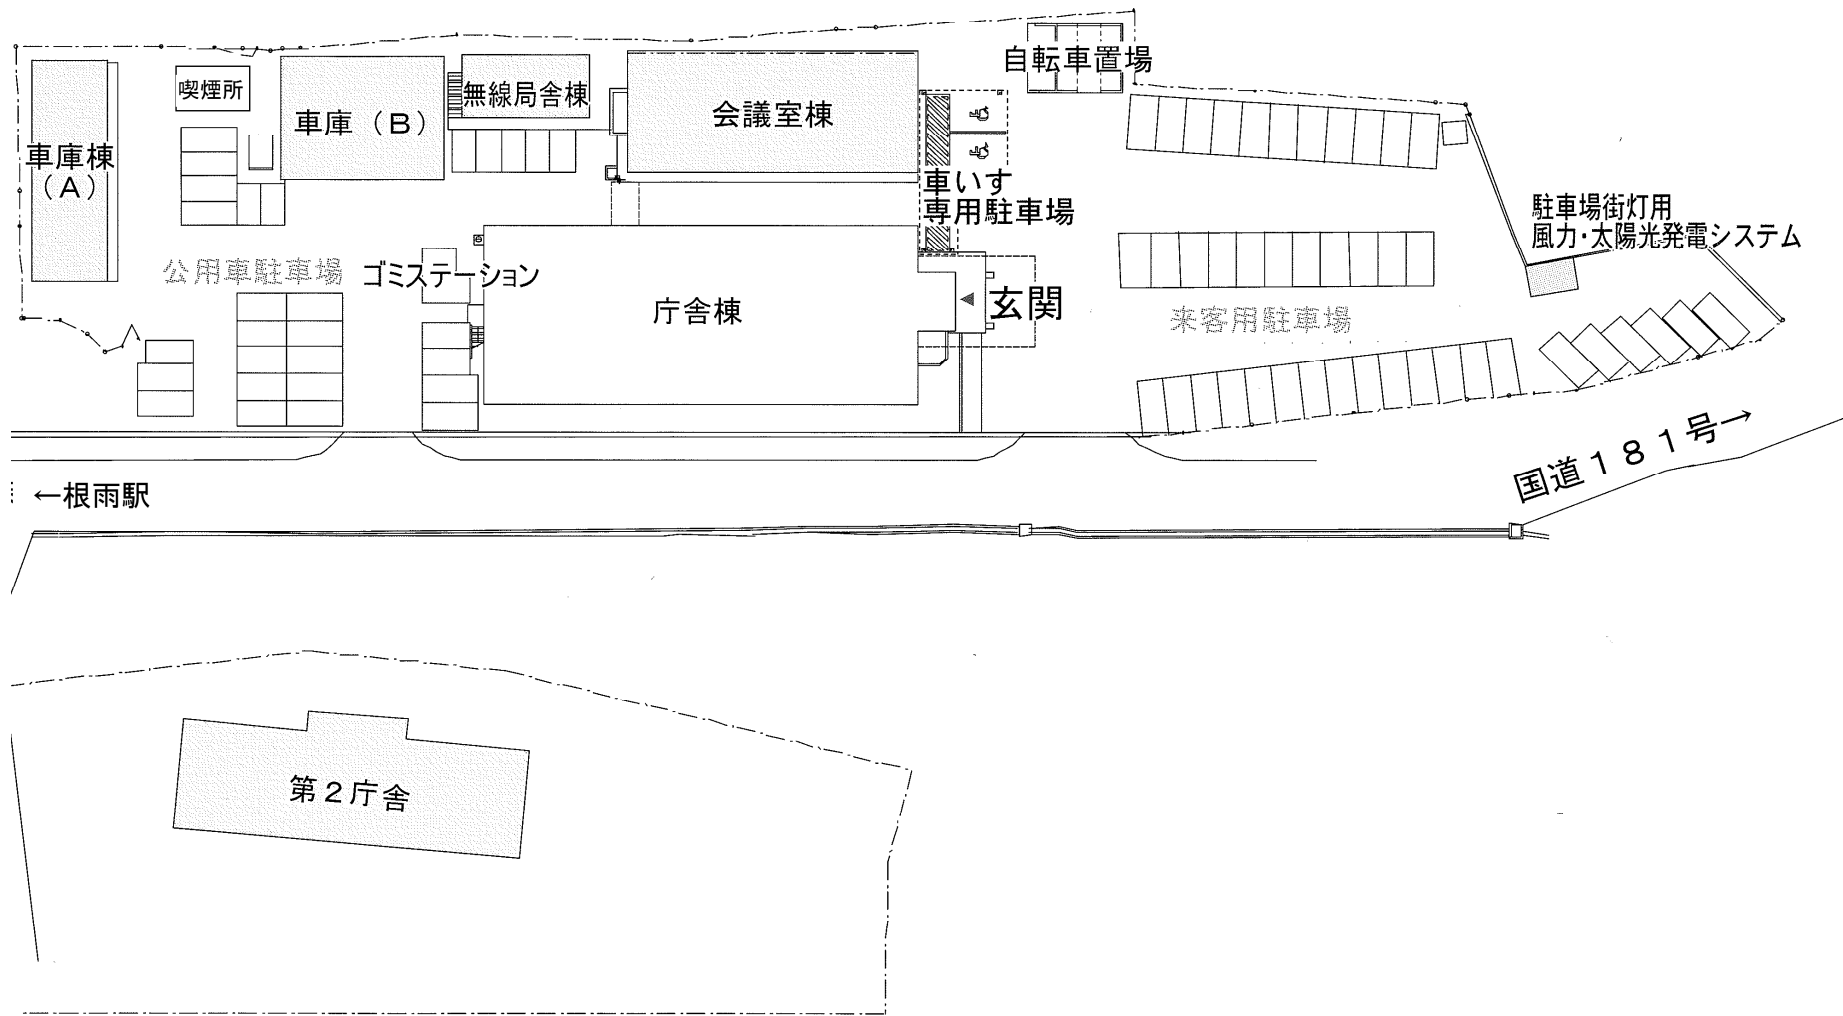 自転車置場
喫煙所
無線局舎棟
会議室棟
車庫（Ｂ）
車庫棟
（Ａ）
車いす
専用駐車場
駐車場街灯用
風力・太陽光発電システム
公用車駐車場
ゴミステーション
庁舎棟
玄関
来客用駐車場
国道１８１号→
←根雨駅
第２庁舎